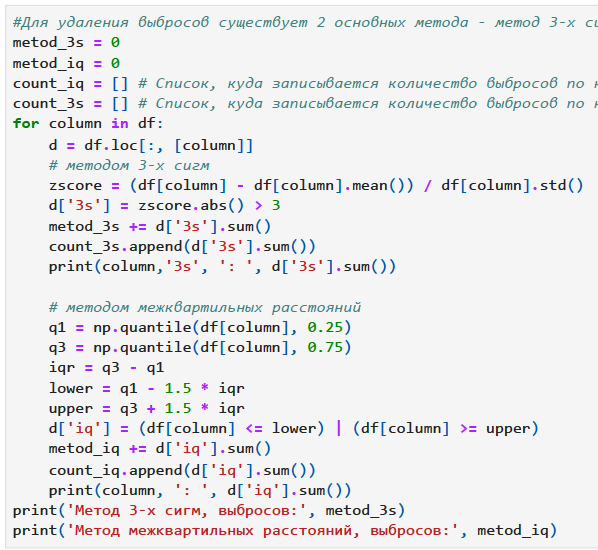 #Для удаления выбросов существует 2 основных метода - метод 3-х
metod_3s = 0
metod_iq = 0
count_iq = [] # Список, куда записывается количество выбросов по
count_3s = [] # Список, куда записывается количество выбросов по
for column in df:
    d = df.loc[:, [column]]
    # методом 3-х сигм
    zscore = (df[column] - df[column].mean()) / df[column].std()
    d['3s'] = zscore.abs() > 3
    metod_3s += d['3s'].sum()
    count_3s.append(d['3s'].sum())
    print(column,'3s', ': ', d['3s'].sum())

    # методом межквартильных расстояний
    q1 = np.quantile(df[column], 0.25)
    q3 = np.quantile(df[column], 0.75)
    iqr = q3 - q1
    lower = q1 - 1.5 * iqr
    upper = q3 + 1.5 * iqr
    d['iq'] = (df[column] <= lower) | (df[column] >= upper)
    metod_iq += d['iq'].sum()
    count_iq.append(d['iq'].sum())
    print(column, ': ', d['iq'].sum())
print('Метод 3-х сигм, выбросов:', metod_3s)
print('Метод межквартильных расстояний, выбросов:', metod_iq)